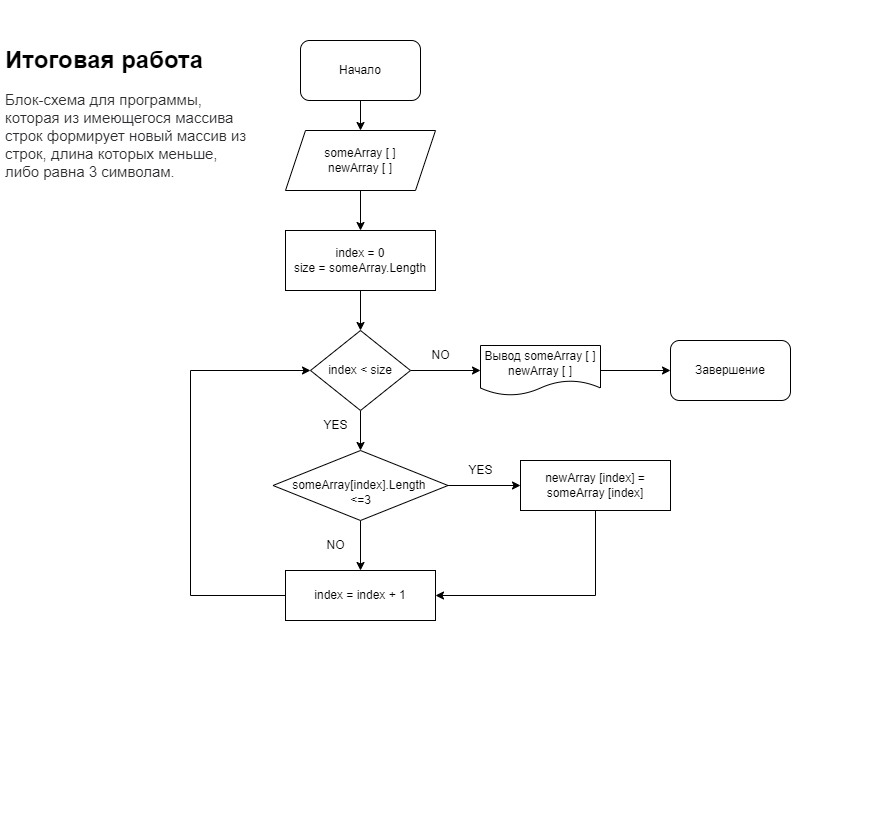 Итоговая работа
Блок-схема для программы,
которая из имеющегося массива
строк формирует новый массив из
строк, длина которых меньше,
либо равна 3 символам.
Начало
someArray [ ]
newArray [ ]
index = 0
size = someArray.Length
index < size
NO
Вывод someArray [ ]
newArray [ ]
Завершение
YES
someArray[index].Length
<=3
YES
newArray [index] =
someArray [index]
NO
index = index + 1